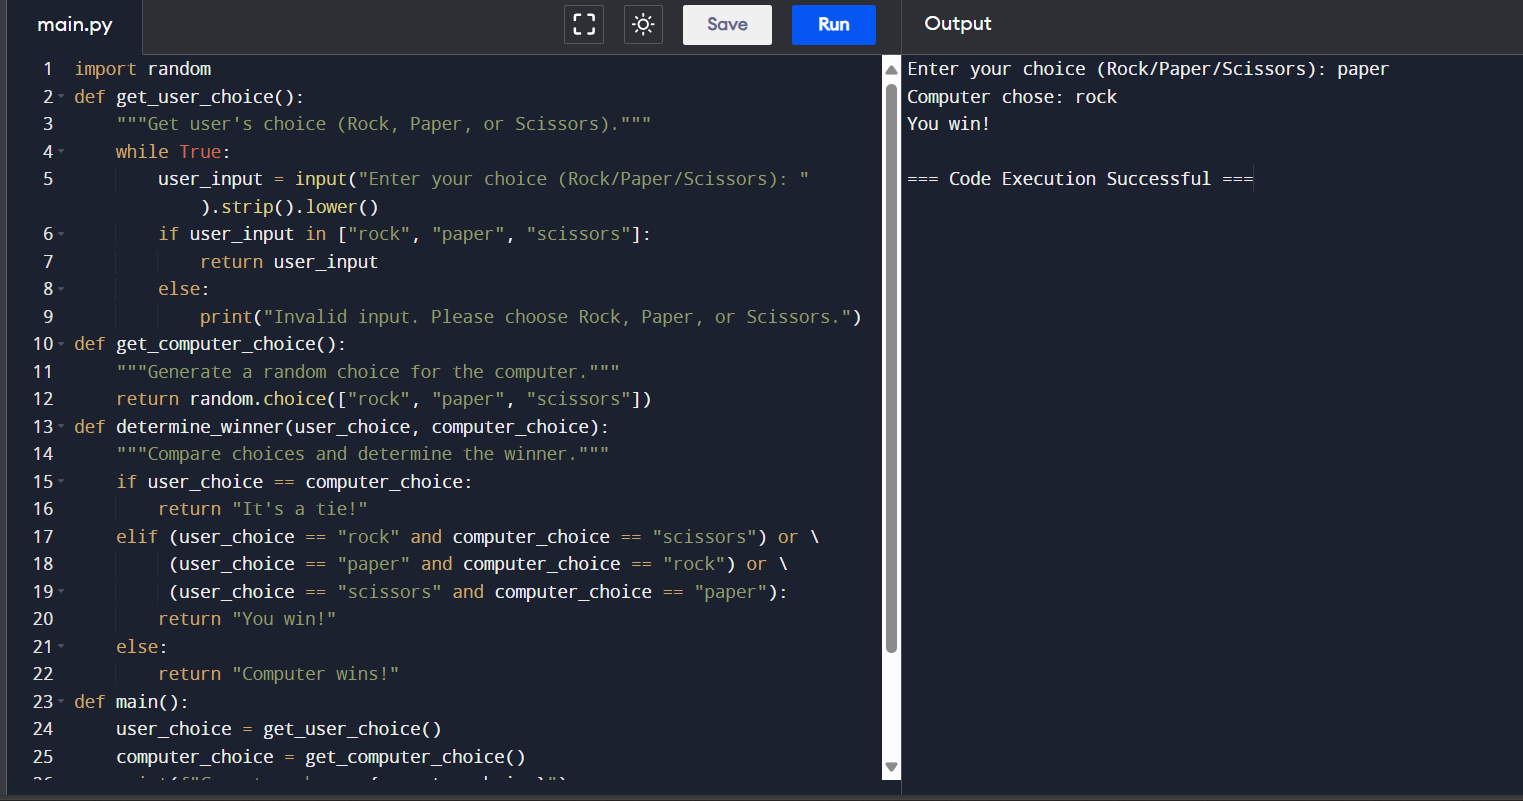 main.py
Save
Run
Output
1 import random
2 def get_user_choice():
3     """Get user's choice (Rock, Paper, or Scissors)."""
4     while True:
5         user_input = input("Enter your choice (Rock/Paper/Scissors): "
            ).strip().lower()
6         if user_input in ["rock", "paper", "scissors"]:
7             return user_input
8         else:
9             print("Invalid input. Please choose Rock, Paper, or Scissors.")
10 def get_computer_choice():
11     """Generate a random choice for the computer."""
12     return random.choice(["rock", "paper", "scissors"])
13 def determine_winner(user_choice, computer_choice):
14     """Compare choices and determine the winner."""
15     if user_choice == computer_choice:
16         return "It's a tie!"
17     elif (user_choice == "rock" and computer_choice == "scissors") or \
18          (user_choice == "paper" and computer_choice == "rock") or \
19          (user_choice == "scissors" and computer_choice == "paper"):
20         return "You win!"
21     else:
22         return "Computer wins!"
23 def main():
24     user_choice = get_user_choice()
25     computer_choice = get_computer_choice()
Enter your choice (Rock/Paper/Scissors): paper
Computer chose: rock
You win!
=== Code Execution Successful ===